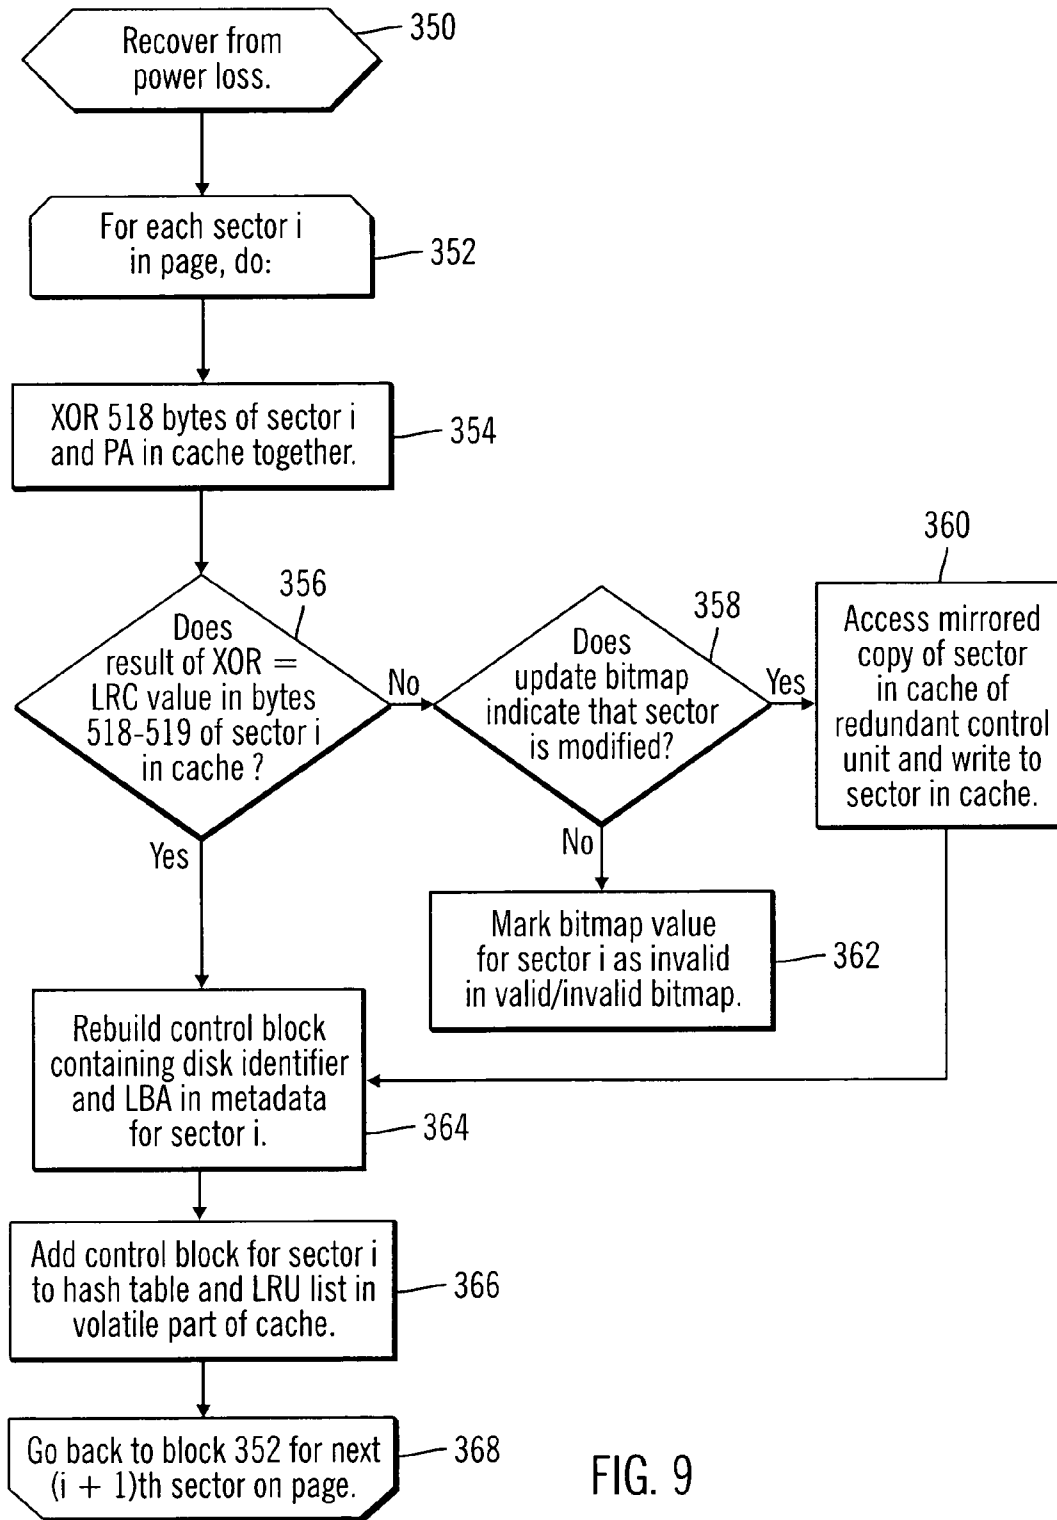 Recover from
power loss.
350
For each sector i
in page, do:
352
XOR 518 bytes of sector i
and PA in cache together.
354
Does
result of XOR =
LRC value in bytes
518-519 of sector i
in cache ?
356
No
Yes
Does
update bitmap
indicate that sector
is modified?
358
Yes
No
360
Access mirrored
copy of sector
in cache of
redundant control
unit and write to
sector in cache.
Mark bitmap value
for sector i as invalid
in valid/invalid bitmap.
362
Rebuild control block
containing disk identifier
and LBA in metadata
for sector i.
364
Add control block for sector i
to hash table and LRU list in
volatile part of cache.
366
Go back to block 352 for next
(i + 1)th sector on page.
368
FIG. 9